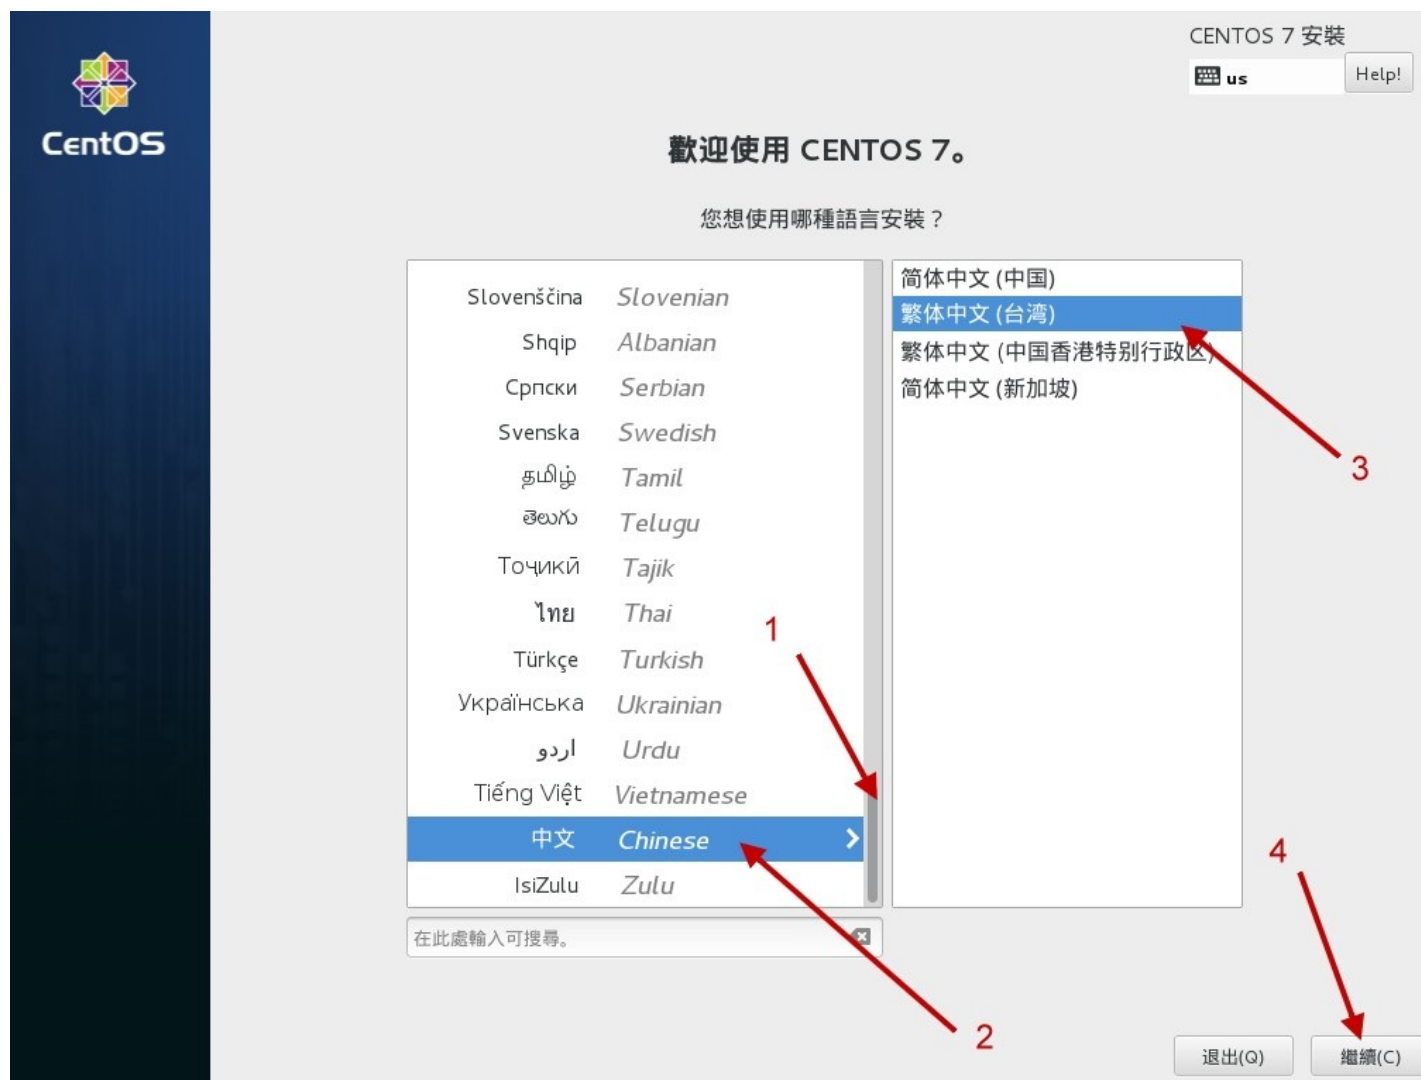 CENTOS 7 安裝
us
Help!
CentOS
歡迎使用 CENTOS 7。
您想使用哪種語言安裝？
Slovenščina Slovenian
Shqip Albanian
Српски Serbian
Svenska Swedish
தமிழ் Tamil
తెలుగు Telugu
Тоҷикӣ Tajik
ไทย Thai
Türkçe Turkish
Українська Ukrainian
اردو Urdu
Tiếng Việt Vietnamese
中文 Chinese
IsiZulu Zulu
简体中文 (中国)
繁体中文 (台湾)
繁体中文 (中国香港特别行政区)
简体中文 (新加坡)
1
3
4
在此處輸入可搜尋。
2
退出(Q)
繼續(C)